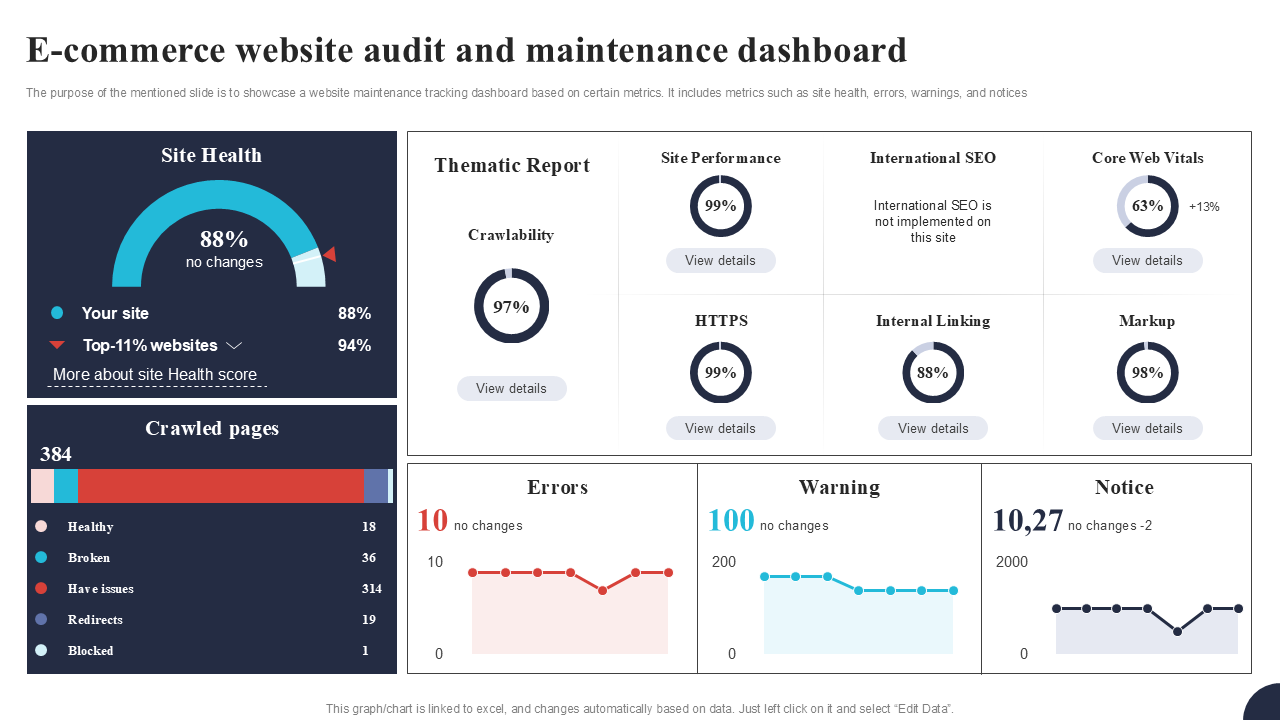 E-commerce website audit and maintenance dashboard
The purpose of the mentioned slide is to showcase a website maintenance tracking dashboard based on certain metrics. It includes metrics such as site health, errors, warnings, and notices
Site Health
88%
no changes
Your site 88%
Top-11% websites 94%
More about site Health score
Crawled pages
384
Healthy 18
Broken 36
Have issues 314
Redirects 19
Blocked 1
Thematic Report
Crawlability
97%
View details
Site Performance
99%
View details
International SEO
International SEO is
not implemented on
this site
Core Web Vitals
63%
+13%
View details
HTTPS
99%
View details
Internal Linking
88%
View details
Markup
98%
View details
Errors
10 no changes
10
0
Warning
100 no changes
200
0
Notice
10,27 no changes -2
2000
0
This graph/chart is linked to excel, and changes automatically based on data. Just left click on it and select “Edit Data”.